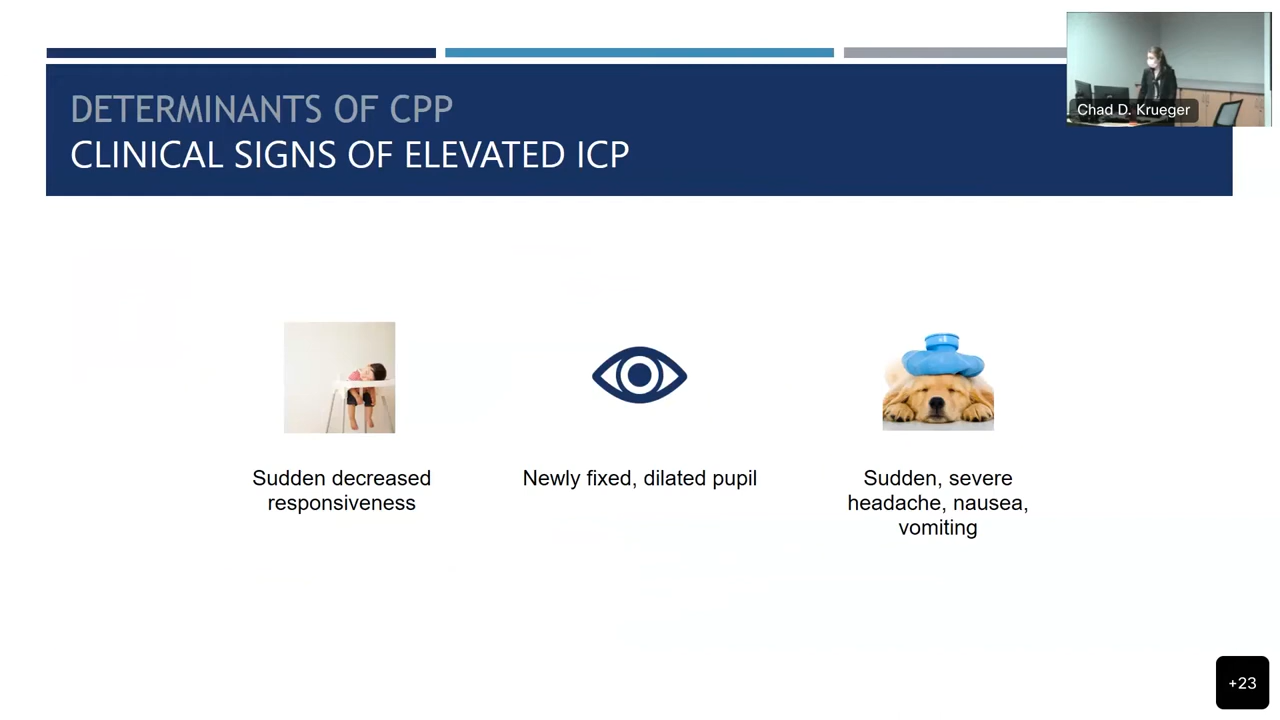 DETERMINANTS OF CPP
CLINICAL SIGNS OF ELEVATED ICP
Chad D. Krueger
Sudden decreased
responsiveness
Newly fixed, dilated pupil
Sudden, severe
headache, nausea,
vomiting
+23